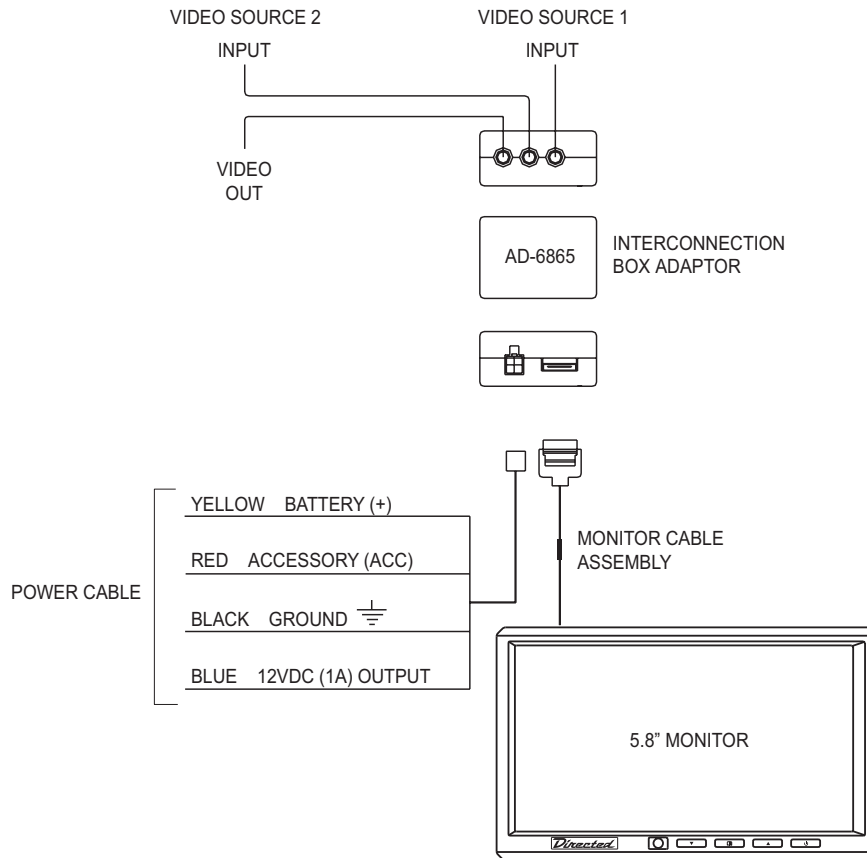 VIDEO SOURCE 2
INPUT
VIDEO SOURCE 1
INPUT
VIDEO
OUT
AD-6865
INTERCONNECTION
BOX ADAPTOR
YELLOW BATTERY (+)
RED ACCESSORY (ACC)
BLACK GROUND
BLUE 12VDC (1A) OUTPUT
POWER CABLE
MONITOR CABLE
ASSEMBLY
5.8” MONITOR
Directed